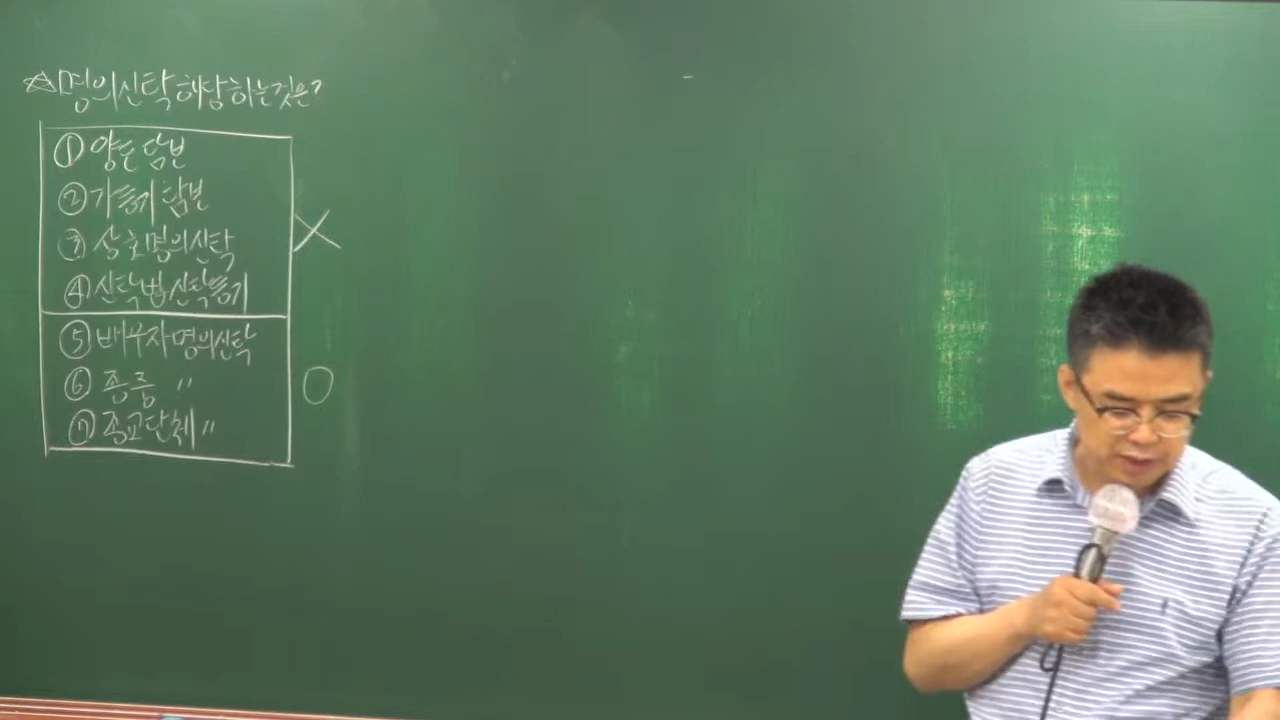 ☆명의신탁 해당하는것은?
① 양도담보
② 가등기담보
③ 상호명의신탁
④ 신탁법신탁등기
X
⑤ 배우자명의신탁
⑥ 종중 〃
⑦ 종교단체 〃
O